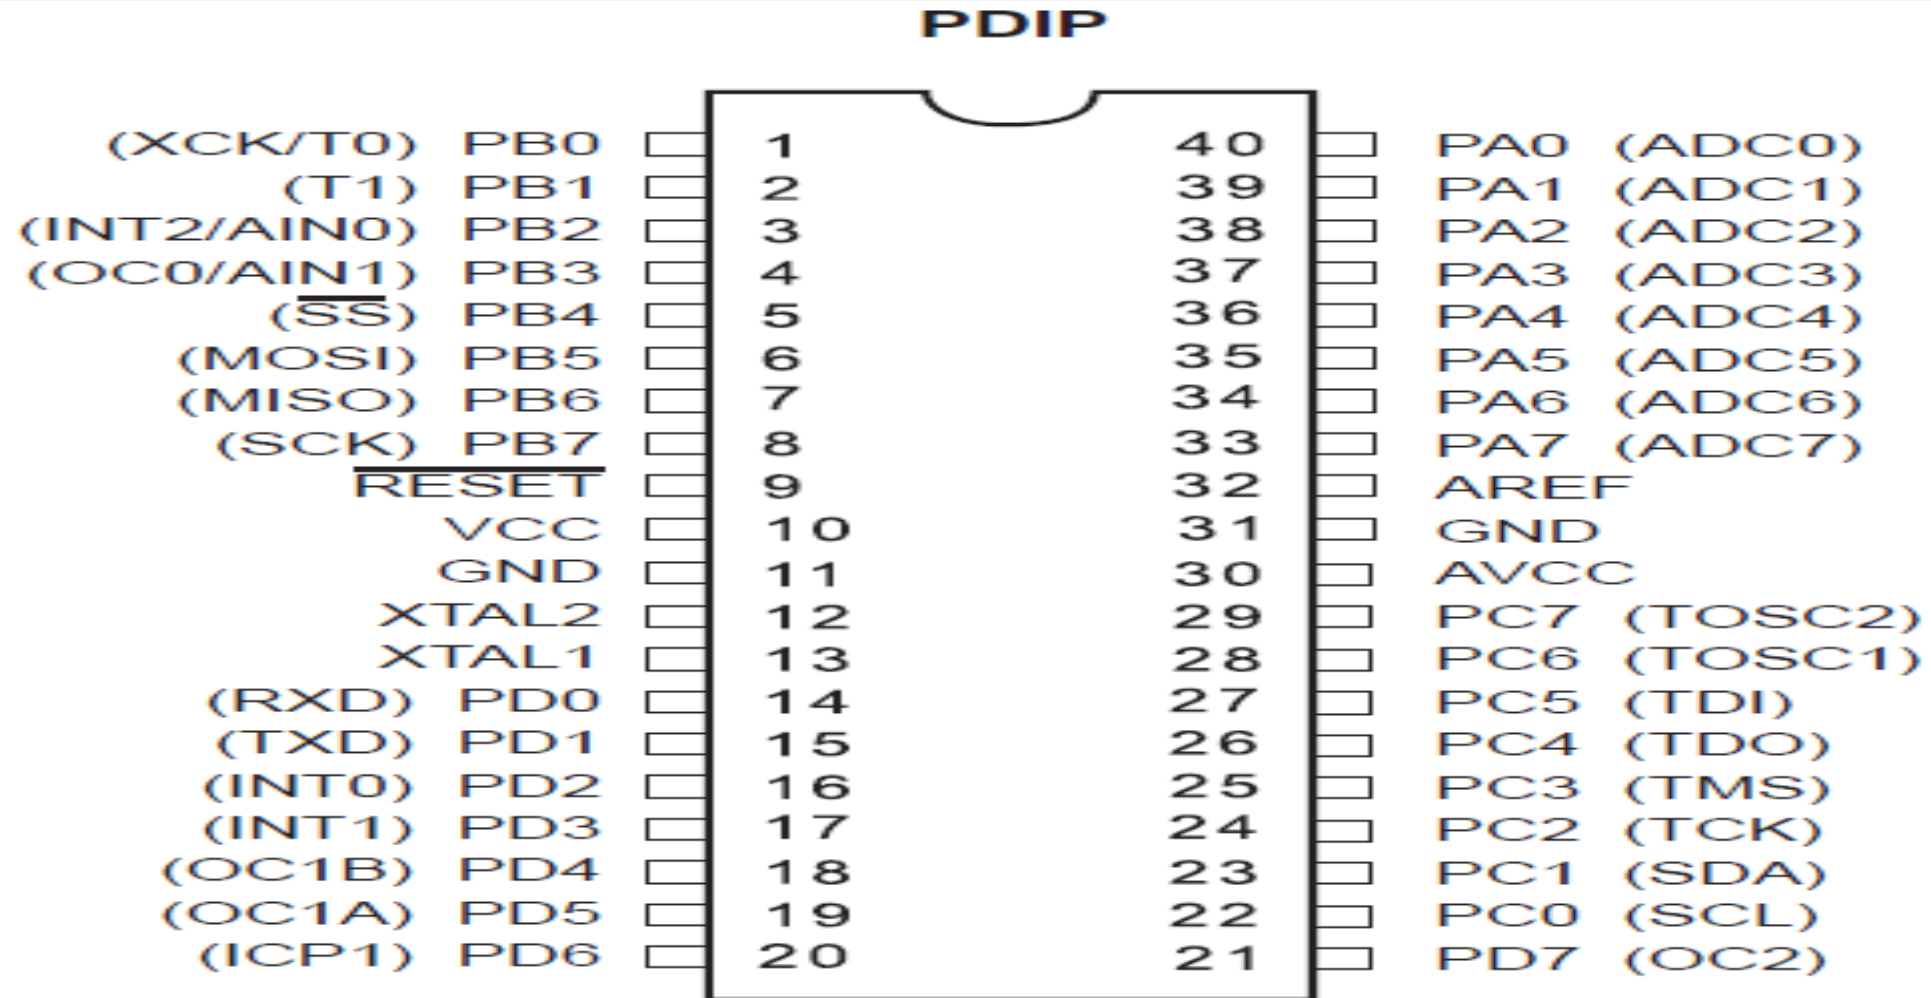 PDIP
(XCK/T0) PB0 1 40 PA0 (ADC0)
(T1) PB1 2 39 PA1 (ADC1)
(INT2/AIN0) PB2 3 38 PA2 (ADC2)
(OC0/AIN1) PB3 4 37 PA3 (ADC3)
(SS) PB4 5 36 PA4 (ADC4)
(MOSI) PB5 6 35 PA5 (ADC5)
(MISO) PB6 7 34 PA6 (ADC6)
(SCK) PB7 8 33 PA7 (ADC7)
RESET 9 32 AREF
VCC 10 31 GND
GND 11 30 AVCC
XTAL2 12 29 PC7 (TOSC2)
XTAL1 13 28 PC6 (TOSC1)
(RXD) PD0 14 27 PC5 (TDI)
(TXD) PD1 15 26 PC4 (TDO)
(INT0) PD2 16 25 PC3 (TMS)
(INT1) PD3 17 24 PC2 (TCK)
(OC1B) PD4 18 23 PC1 (SDA)
(OC1A) PD5 19 22 PC0 (SCL)
(ICP1) PD6 20 21 PD7 (OC2)